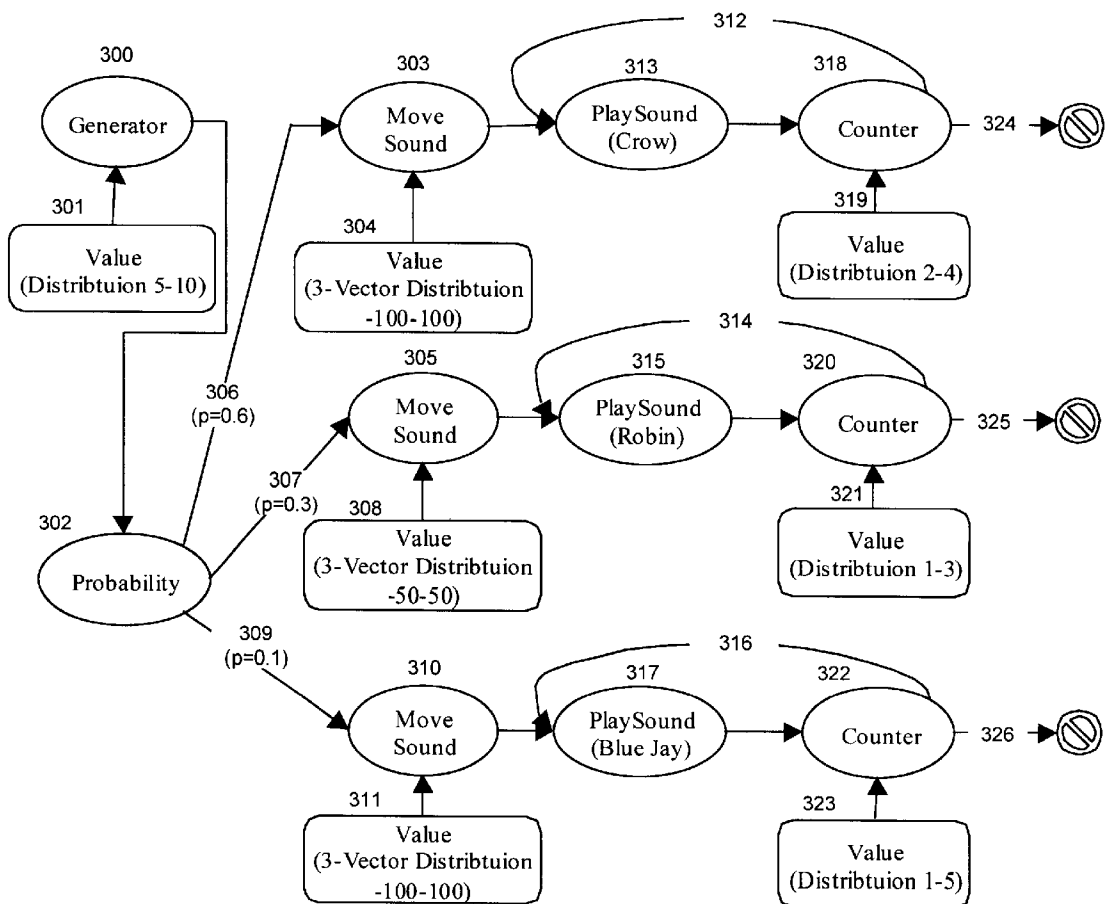 300
Generator
301
Value
(Distribtuion 5-10)
302
Probability
306
(p=0.6)
307
(p=0.3)
309
(p=0.1)
303
Move
Sound
304
Value
(3-Vector Distribtuion
-100-100)
312
313
PlaySound
(Crow)
318
Counter
324
319
Value
(Distribtuion 2-4)
305
Move
Sound
308
Value
(3-Vector Distribtuion
-50-50)
314
315
PlaySound
(Robin)
320
Counter
325
321
Value
(Distribtuion 1-3)
310
Move
Sound
311
Value
(3-Vector Distribtuion
-100-100)
316
317
PlaySound
(Blue Jay)
322
Counter
326
323
Value
(Distribtuion 1-5)